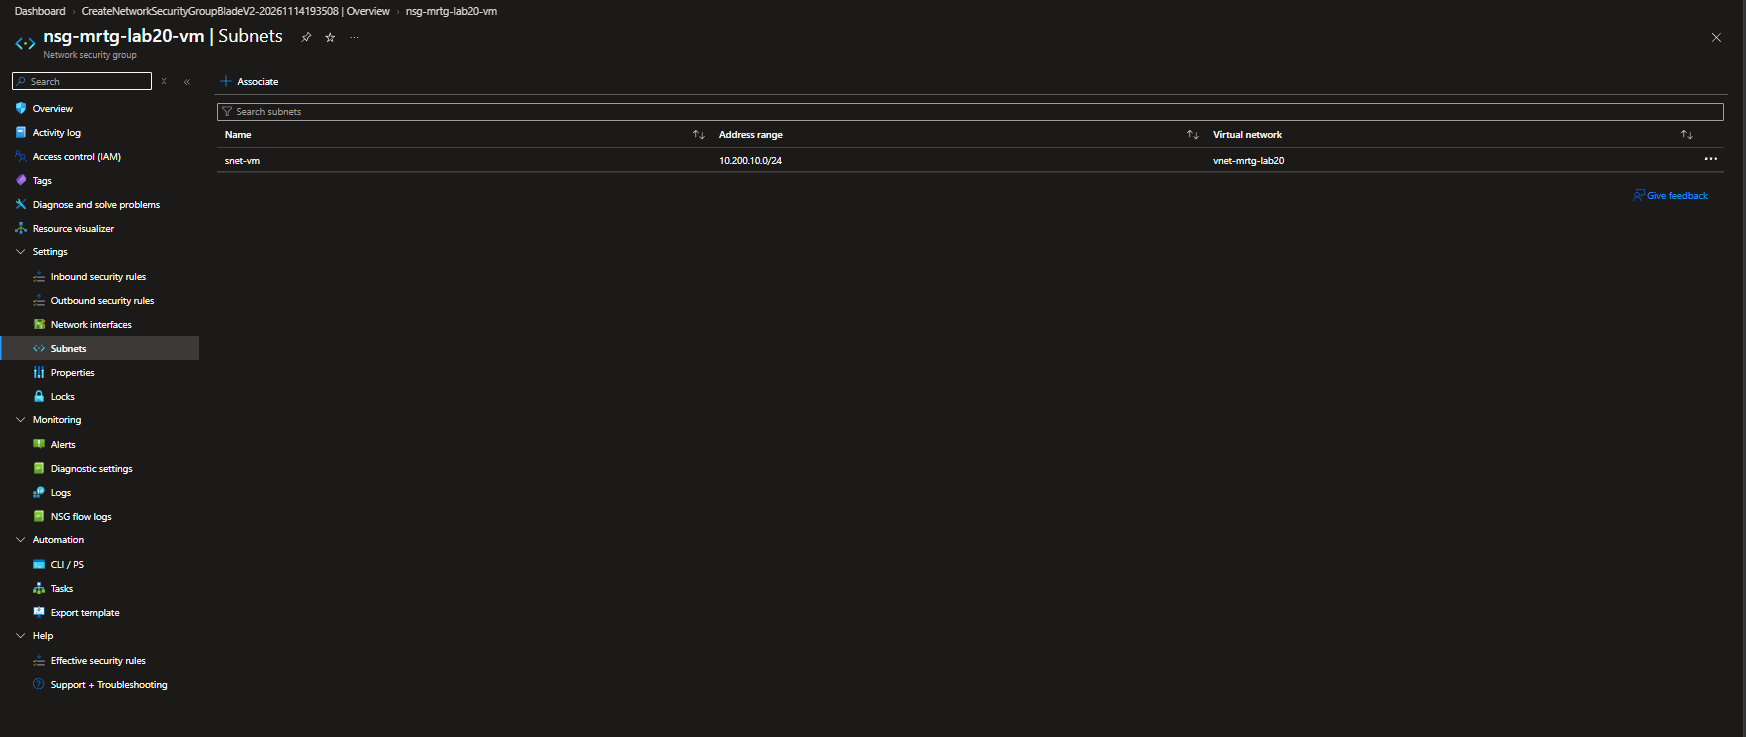 Dashboard > CreateNetworkSecurityGroupBladeV2-20261114193508 | Overview > nsg-mrtg-lab20-vm
nsg-mrtg-lab20-vm | Subnets
Network security group
Search
Associate
Overview
Activity log
Access control (IAM)
Tags
Diagnose and solve problems
Resource visualizer
Settings
Inbound security rules
Outbound security rules
Network interfaces
Subnets
Properties
Locks
Monitoring
Alerts
Diagnostic settings
Logs
NSG flow logs
Automation
CLI / PS
Tasks
Export template
Help
Effective security rules
Support + Troubleshooting
Search subnets
Name Address range Virtual network
snet-vm 10.200.10.0/24 vnet-mrtg-lab20
Give feedback